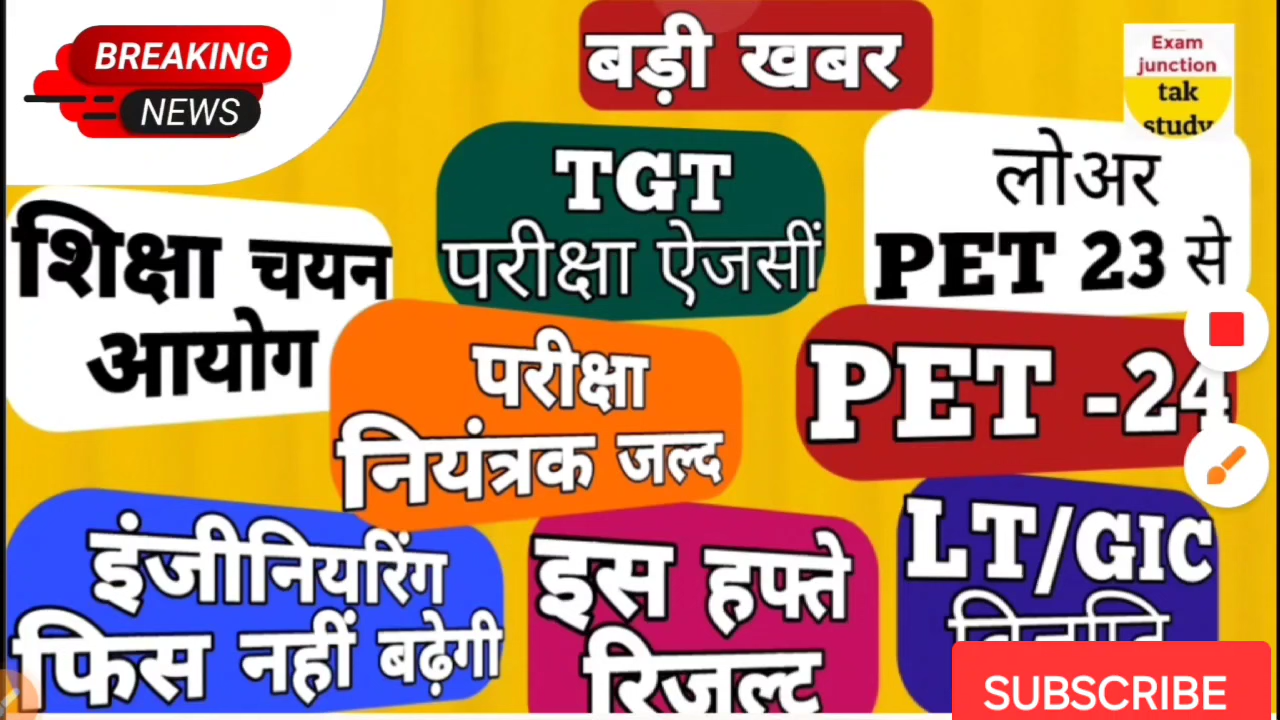 BREAKING
NEWS
बड़ी खबर
Exam
junction
tak
study
शिक्षा चयन
आयोग
TGT
परीक्षा ऐजसीं
लोअर
PET 23 से
परीक्षा
नियंत्रक जल्द
PET -24
इंजीनियरिंग
फिस नहीं बढ़ेगी
इस हफ्ते
रिजल्ट
LT/GIC
SUBSCRIBE